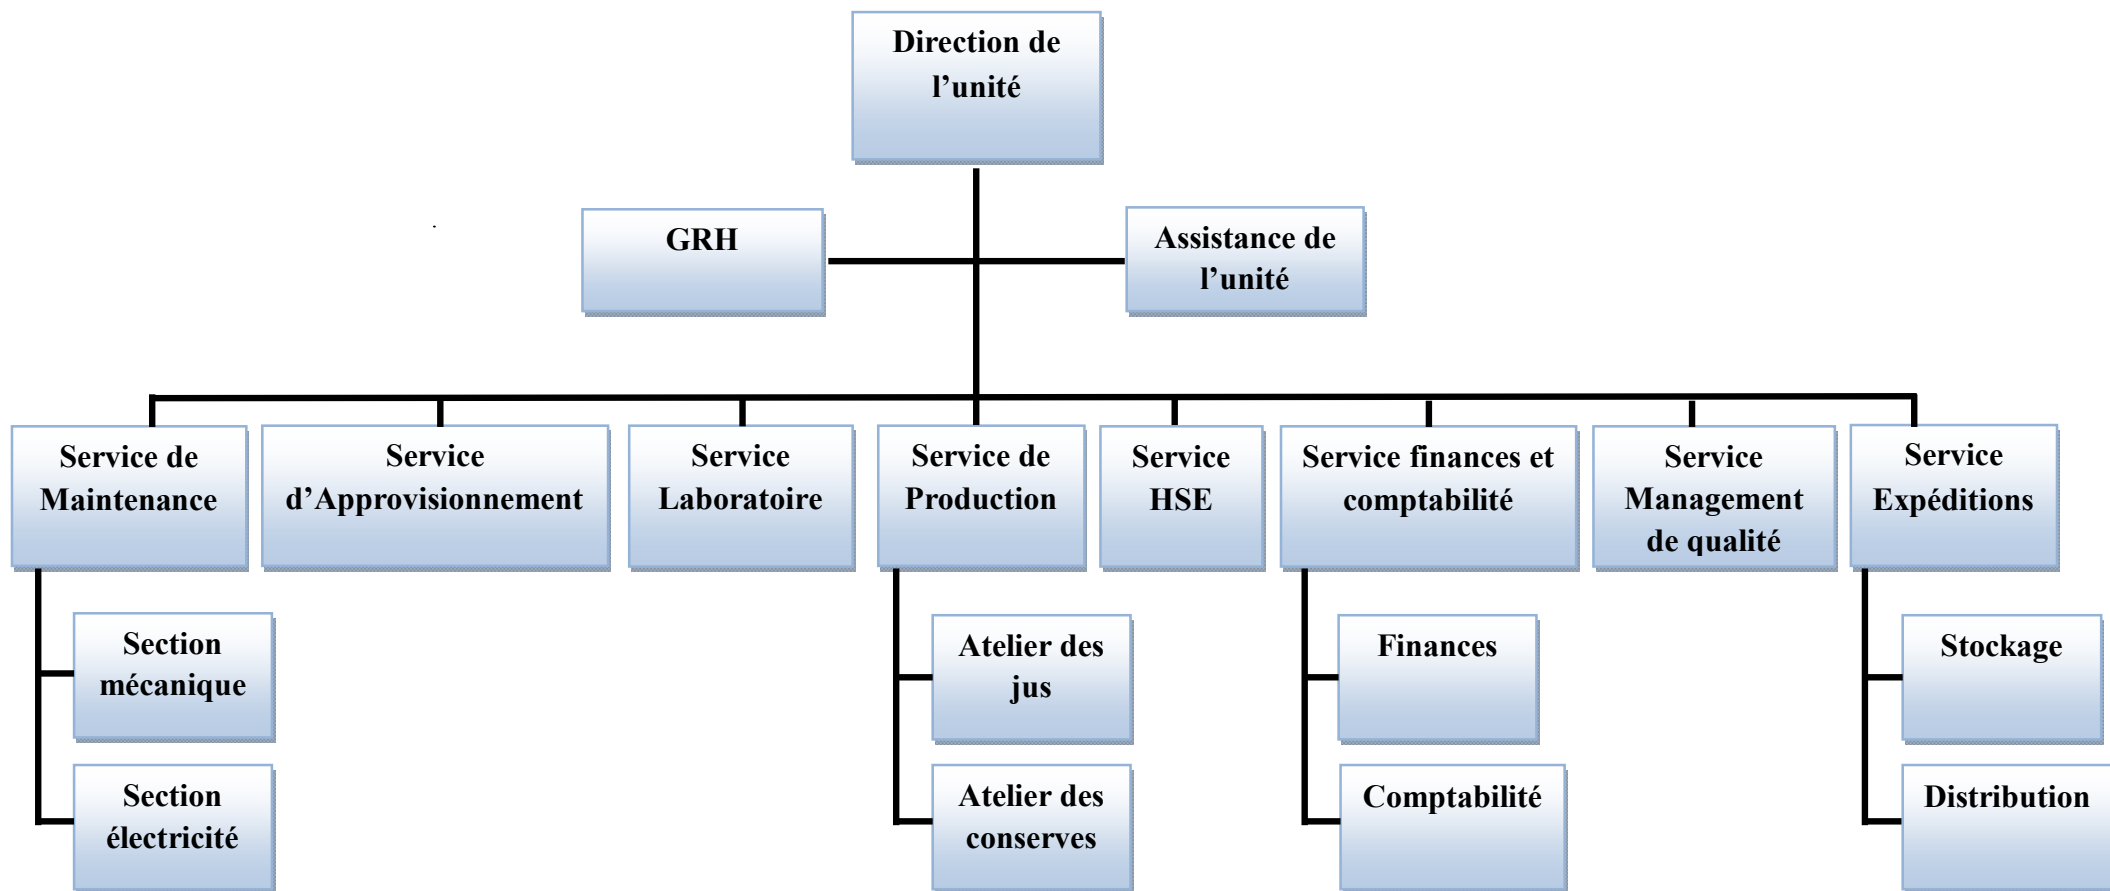 Direction de
l’unité
GRH
Assistance de
l’unité
Service de
Maintenance
Service
d’Approvisionnement
Service
Laboratoire
Service de
Production
Service
HSE
Service finances et
comptabilité
Service
Management
de qualité
Service
Expéditions
Section
mécanique
Atelier des
jus
Finances
Stockage
Section
électricité
Atelier des
conserves
Comptabilité
Distribution